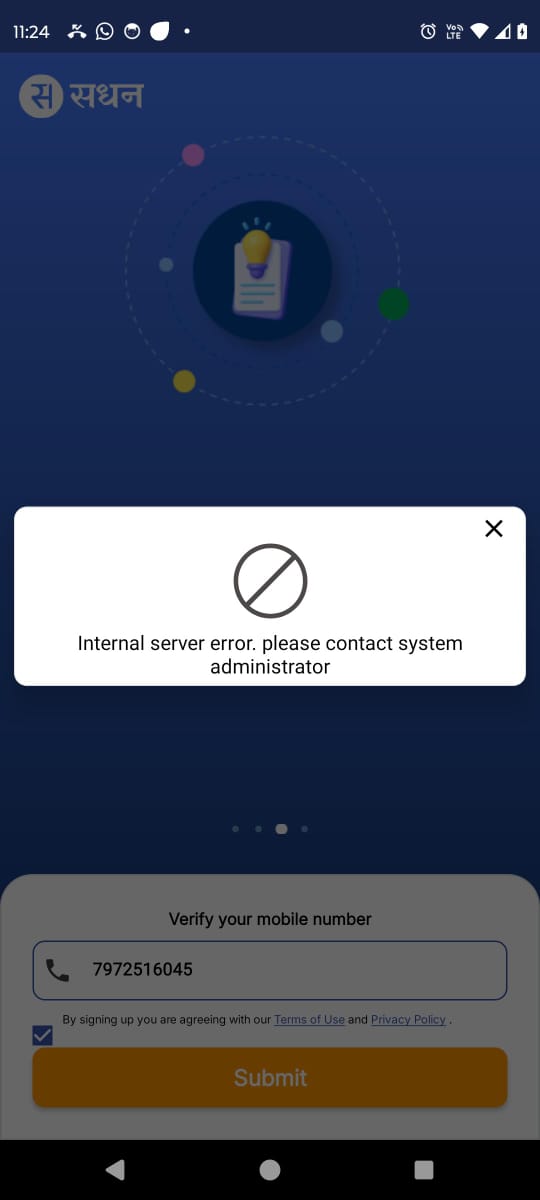 11:24
Vo))
LTE
स सधन
Internal server error. please contact system
administrator
Verify your mobile number
7972516045
By signing up you are agreeing with our Terms of Use and Privacy Policy .
Submit